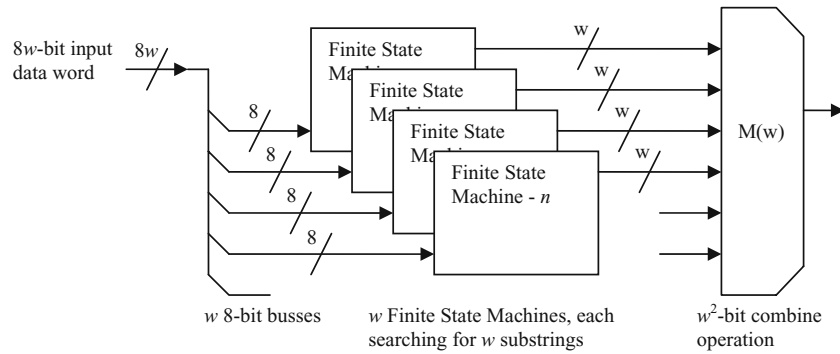 8w-bit input
data word
8w
8
8
8
8
Finite State
Machine
Finite State
Machine
Finite State
Machine
Finite State
Machine - n
w
w
w
w
M(w)
w 8-bit busses
w Finite State Machines, each
searching for w substrings
w²-bit combine
operation